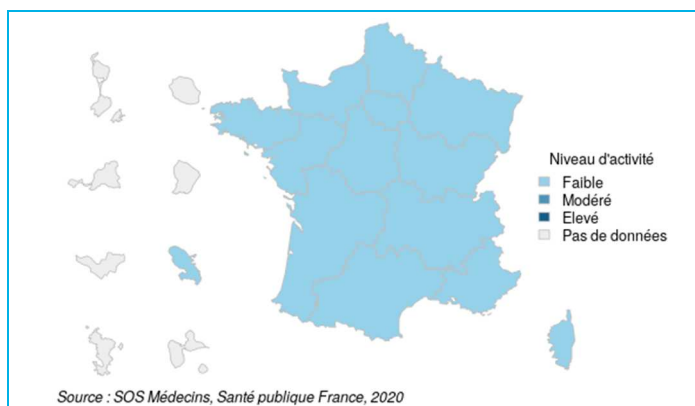 Niveau d'activité
Faible
Modéré
Elevé
Pas de données
Source : SOS Médecins, Santé publique France, 2020